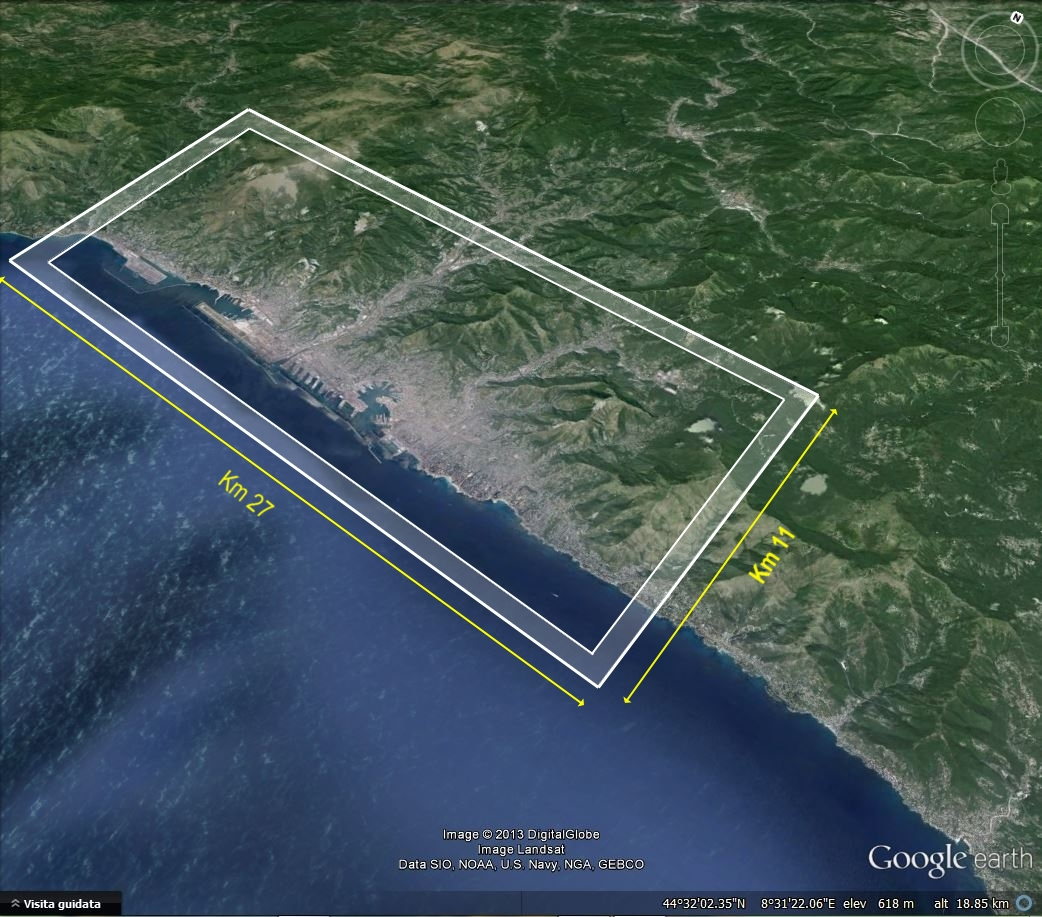 N
Km 27
Km 11
Image © 2013 DigitalGlobe
Image Landsat
Data SIO, NOAA, U.S. Navy, NGA, GEBCO
Google earth
Visita guidata
44°32'02.35"N 8°31'22.06"E elev 618 m alt 18.85 km